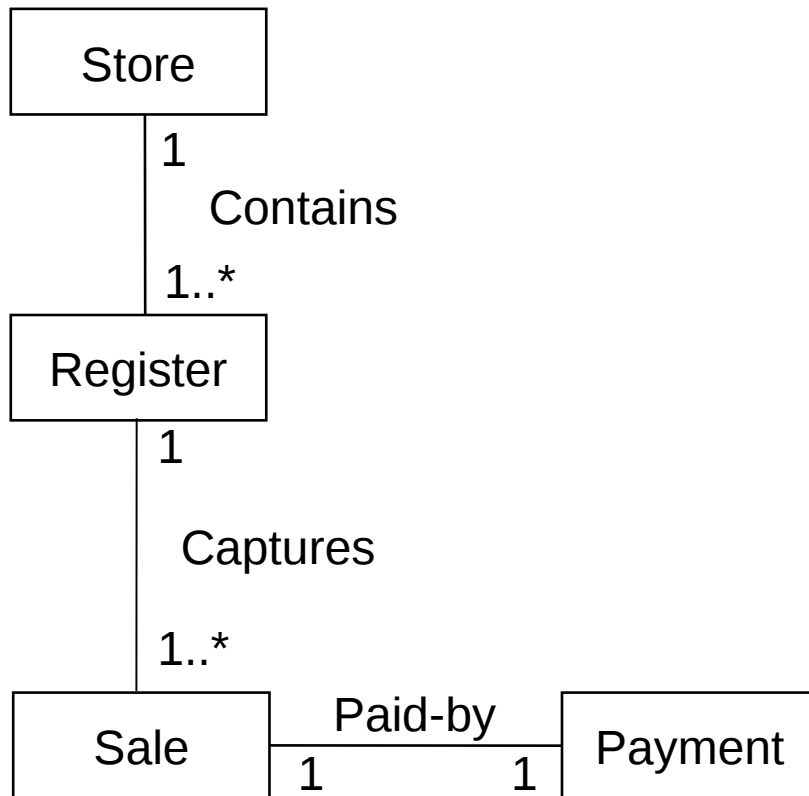 Store
1
Contains
1..*
Register
1
Captures
1..*
Paid-by
Sale
Payment
1
1